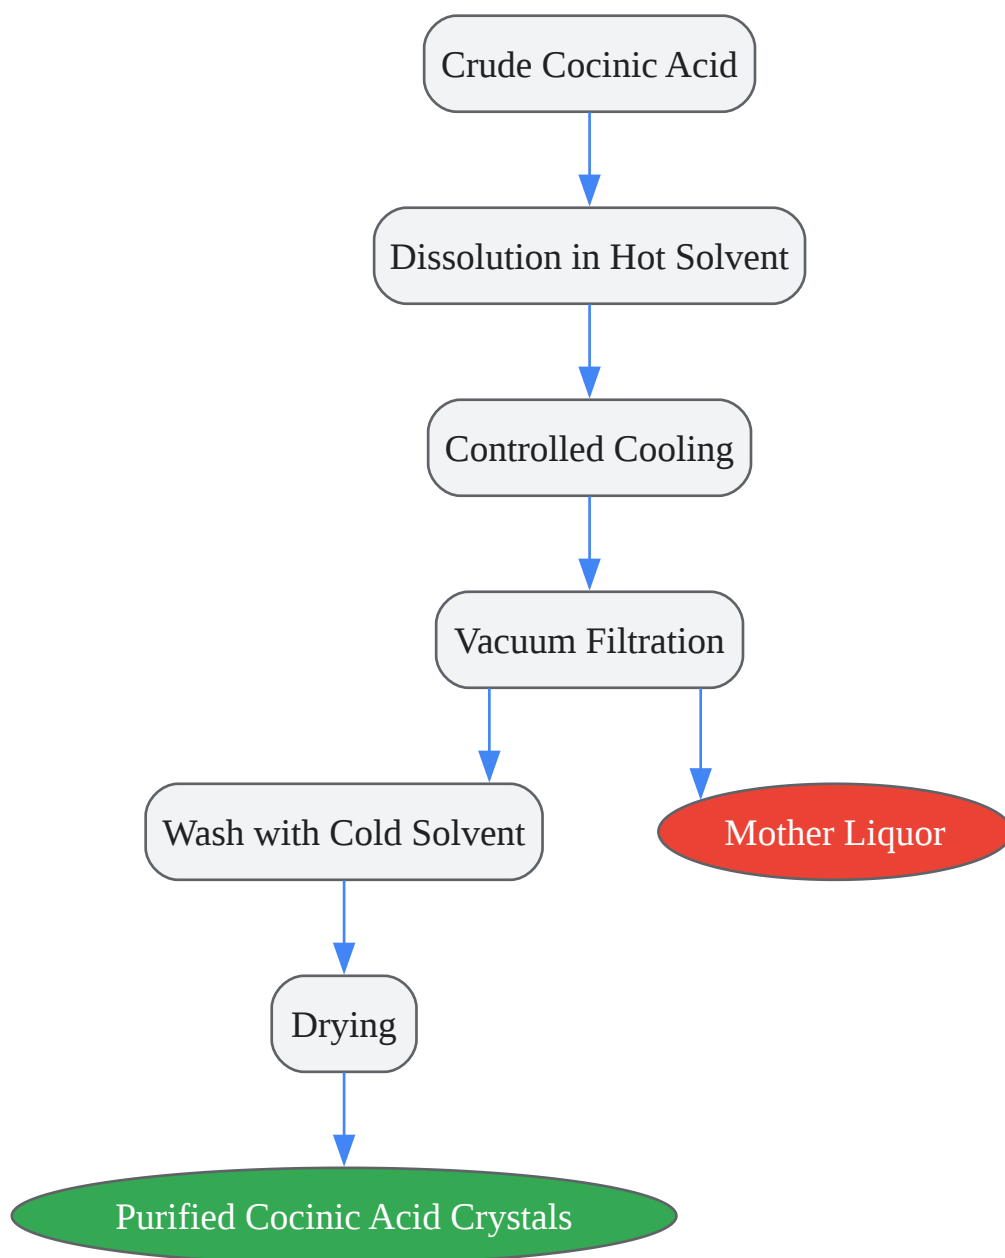 Crude Cocinic Acid
Dissolution in Hot Solvent
Controlled Cooling
Vacuum Filtration
Wash with Cold Solvent
Mother Liquor
Drying
Purified Cocinic Acid Crystals